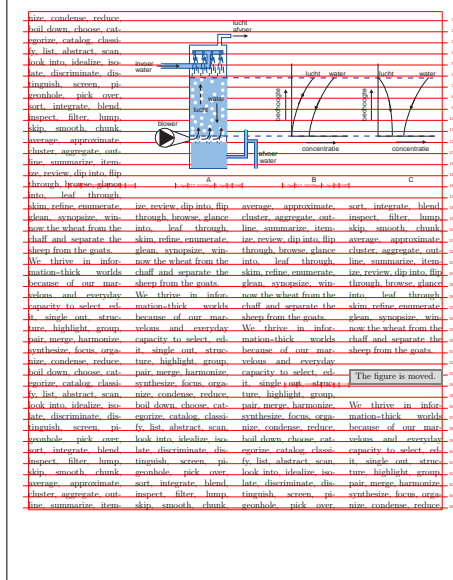 nize, condense, reduce,
boil down, choose, cat-
egorize, catalog, classi-
fy, list, abstract, scan,
look into, idealize, iso-
late, discriminate, dis-
tinguish, screen, pi-
geonhole, pick over,
sort, integrate, blend,
inspect, filter, lump,
skip, smooth, chunk,
average, approximate,
cluster, aggregate, out-
line, summarize, item-
ize, review, dip into, flip
through, browse, glance
into, leaf through,
skim, refine, enumerate,
glean, synopsize, win-
now the wheat from the
chaff and separate the
sheep from the goats.
We thrive in infor-
mation-thick worlds
because of our mar-
velous and everyday
capacity to select, ed-
it, single out, struc-
ture, highlight, group,
pair, merge, harmonize,
synthesize, focus, orga-
nize, condense, reduce,
boil down, choose, cat-
egorize, catalog, classi-
fy, list, abstract, scan,
look into, idealize, iso-
late, discriminate, dis-
tinguish, screen, pi-
geonhole, pick over,
sort, integrate, blend,
inspect, filter, lump,
skip, smooth, chunk,
average, approximate,
cluster, aggregate, out-
line, summarize, item-
lucht
afvoer
invoer
water
lucht
water
blower
afvoer
water
A
lucht
water
bedhoogte
concentratie
B
lucht
water
bedhoogte
concentratie
C
ize, review, dip into, flip
through, browse, glance
into, leaf through,
skim, refine, enumerate,
glean, synopsize, win-
now the wheat from the
chaff and separate the
sheep from the goats.
We thrive in infor-
mation-thick worlds
because of our mar-
velous and everyday
capacity to select, ed-
it, single out, struc-
ture, highlight, group,
pair, merge, harmonize,
synthesize, focus, orga-
nize, condense, reduce,
boil down, choose, cat-
egorize, catalog, classi-
fy, list, abstract, scan,
look into, idealize, iso-
late, discriminate, dis-
tinguish, screen, pi-
geonhole, pick over,
sort, integrate, blend,
inspect, filter, lump,
skip, smooth, chunk,
average, approximate,
cluster, aggregate, out-
line, summarize, item-
ize, review, dip into, flip
through, browse, glance
into, leaf through,
skim, refine, enumerate,
glean, synopsize, win-
now the wheat from the
chaff and separate the
sheep from the goats.
We thrive in infor-
mation-thick worlds
because of our mar-
velous and everyday
capacity to select, ed-
it, single out, struc-
ture, highlight, group,
pair, merge, harmonize,
synthesize, focus, orga-
nize, condense, reduce,
boil down, choose, cat-
egorize, catalog, classi-
fy, list, abstract, scan,
look into, idealize, iso-
late, discriminate, dis-
tinguish, screen, pi-
geonhole, pick over,
sort, integrate, blend,
inspect, filter, lump,
skip, smooth, chunk,
average, approximate,
cluster, aggregate, out-
line, summarize, item-
ize, review, dip into, flip
through, browse, glance
into, leaf through,
skim, refine, enumerate,
glean, synopsize, win-
now the wheat from the
chaff and separate the
sheep from the goats.
The figure is moved.
We thrive in infor-
mation-thick worlds
because of our mar-
velous and everyday
capacity to select, ed-
it, single out, struc-
ture, highlight, group,
pair, merge, harmonize,
synthesize, focus, orga-
nize, condense, reduce,